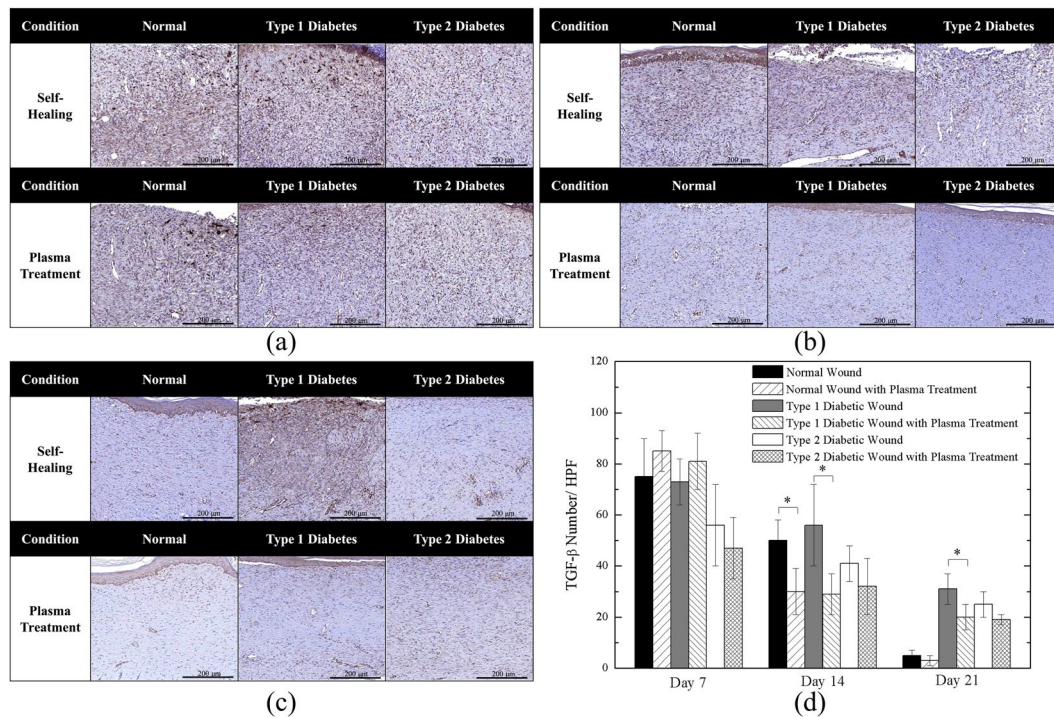 Condition Normal Type 1 Diabetes Type 2 Diabetes
Self-
Healing
200 µm 200 µm 200 µm
Condition Normal Type 1 Diabetes Type 2 Diabetes
Plasma
Treatment
200 µm 200 µm 200 µm
(a)
Condition Normal Type 1 Diabetes Type 2 Diabetes
Self-
Healing
200 µm 200 µm 200 µm
Condition Normal Type 1 Diabetes Type 2 Diabetes
Plasma
Treatment
200 µm 200 µm 200 µm
(b)
Condition Normal Type 1 Diabetes Type 2 Diabetes
Self-
Healing
200 µm 200 µm 200 µm
Condition Normal Type 1 Diabetes Type 2 Diabetes
Plasma
Treatment
200 µm 200 µm 200 µm
(c)
TGF-β Number/ HPF
120
100
80
60
40
20
0
Normal Wound
Normal Wound with Plasma Treatment
Type 1 Diabetic Wound
Type 1 Diabetic Wound with Plasma Treatment
Type 2 Diabetic Wound
Type 2 Diabetic Wound with Plasma Treatment
* * *
Day 7 Day 14 Day 21
(d)